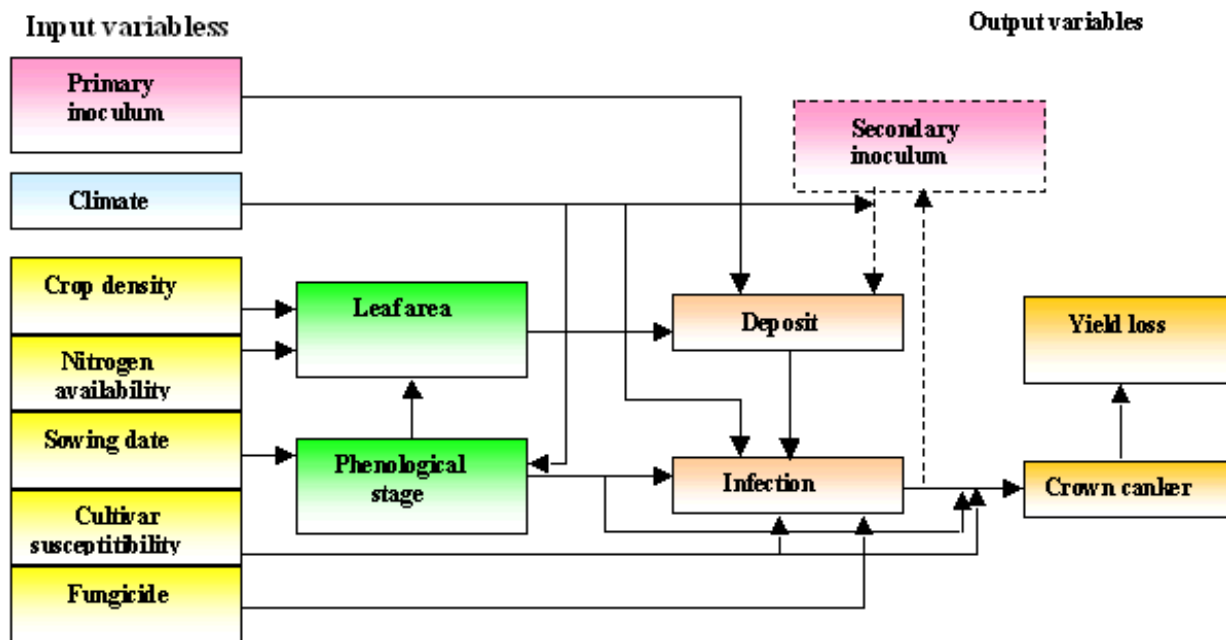 Input variabless
Output variables
Primary
inoculum
Secondary
inoculum
Climate
Crop density
Leaf area
Deposit
Yield loss
Nitrogen
availability
Sowing date
Phenological
stage
Infection
Crown canker
Cultivar
susceptitibility
Fungicide